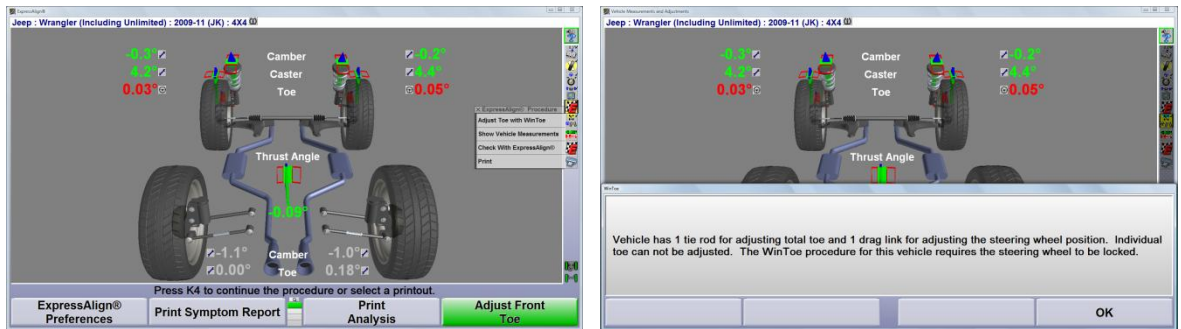 ExpressAlign®
Jeep : Wrangler (Including Unlimited) : 2009-11 (JK) : 4X4
-0.3° Camber -0.2°
4.2° Caster 4.4°
0.03° Toe 0.05°
ExpressAlign® Procedure
Adjust Toe with WinToe
Show Vehicle Measurements
Check With ExpressAlign®
Print
Thrust Angle
-0.09°
-1.1° Camber -1.0°
0.00° Toe 0.18°
Press K4 to continue the procedure or select a printout.
ExpressAlign® Preferences
Print Symptom Report
Print Analysis
Adjust Front Toe
Vehicle Measurements and Adjustments
Jeep : Wrangler (Including Unlimited) : 2009-11 (JK) : 4X4
-0.3° Camber -0.2°
4.2° Caster 4.4°
0.03° Toe 0.05°
Thrust Angle
WinToe
Vehicle has 1 tie rod for adjusting total toe and 1 drag link for adjusting the steering wheel position. Individual
toe can not be adjusted. The WinToe procedure for this vehicle requires the steering wheel to be locked.
OK